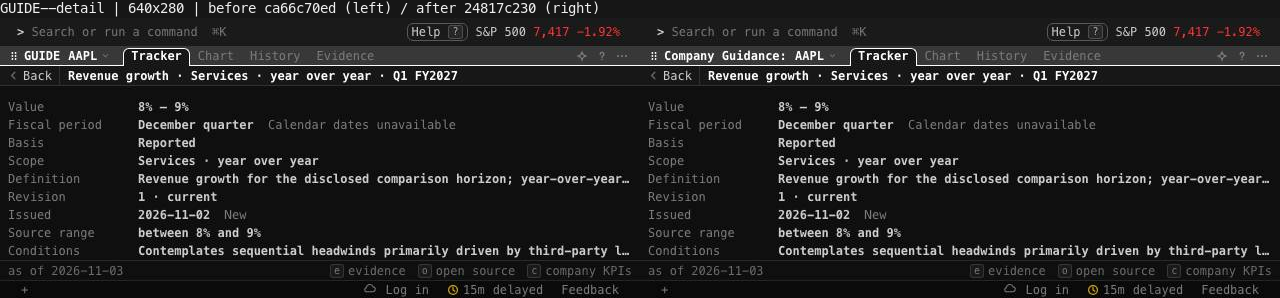 GUIDE--detail | 640x280 | before ca66c70ed (left) / after 24817c230 (right)
> Search or run a command ⌘K Help ? S&P 500 7,417 −1.92%
GUIDE AAPL Tracker Chart History Evidence ? ···
Back Revenue growth · Services · year over year · Q1 FY2027
Value 8% – 9%
Fiscal period December quarter Calendar dates unavailable
Basis Reported
Scope Services · year over year
Definition Revenue growth for the disclosed comparison horizon; year-over-year…
Revision 1 · current
Issued 2026-11-02 New
Source range between 8% and 9%
Conditions Contemplates sequential headwinds primarily driven by third-party l…
as of 2026-11-03 e evidence o open source c company KPIs
+ Log in 15m delayed Feedback
> Search or run a command ⌘K Help ? S&P 500 7,417 −1.92%
Company Guidance: AAPL Tracker Chart History Evidence ? ···
Back Revenue growth · Services · year over year · Q1 FY2027
Value 8% – 9%
Fiscal period December quarter Calendar dates unavailable
Basis Reported
Scope Services · year over year
Definition Revenue growth for the disclosed comparison horizon; year-over-year…
Revision 1 · current
Issued 2026-11-02 New
Source range between 8% and 9%
Conditions Contemplates sequential headwinds primarily driven by third-party l…
as of 2026-11-03 e evidence o open source c company KPIs
+ Log in 15m delayed Feedback